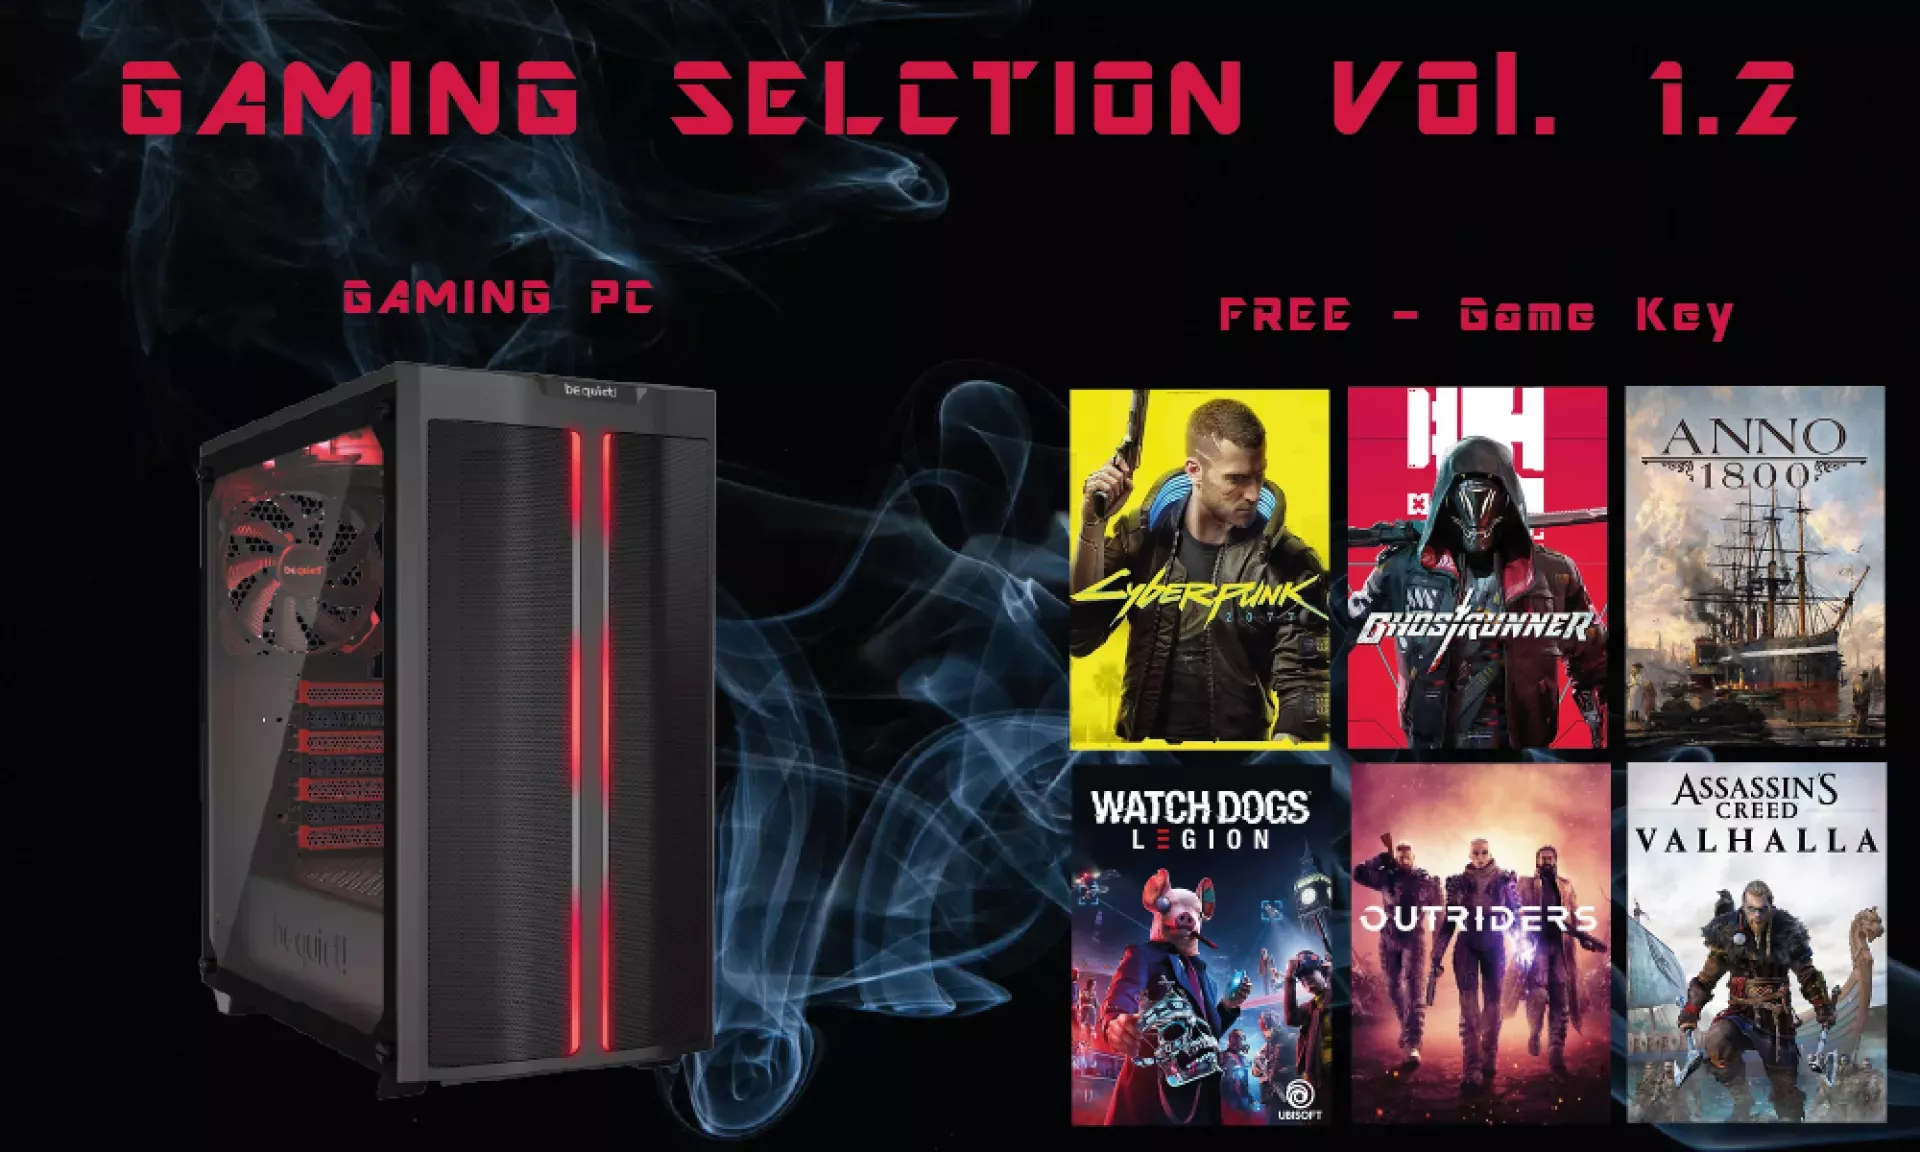 GAMING SELCTION Vol. 1.2
GAMING PC
FREE - Game Key
be quiet!
be quiet!
be quiet!
CYBERPUNK
2077
GHOSTRUNNER
ANNO
1800
WATCH DOGS
LEGION
UBISOFT
OUTRIDERS
ASSASSIN'S
CREED
VALHALLA